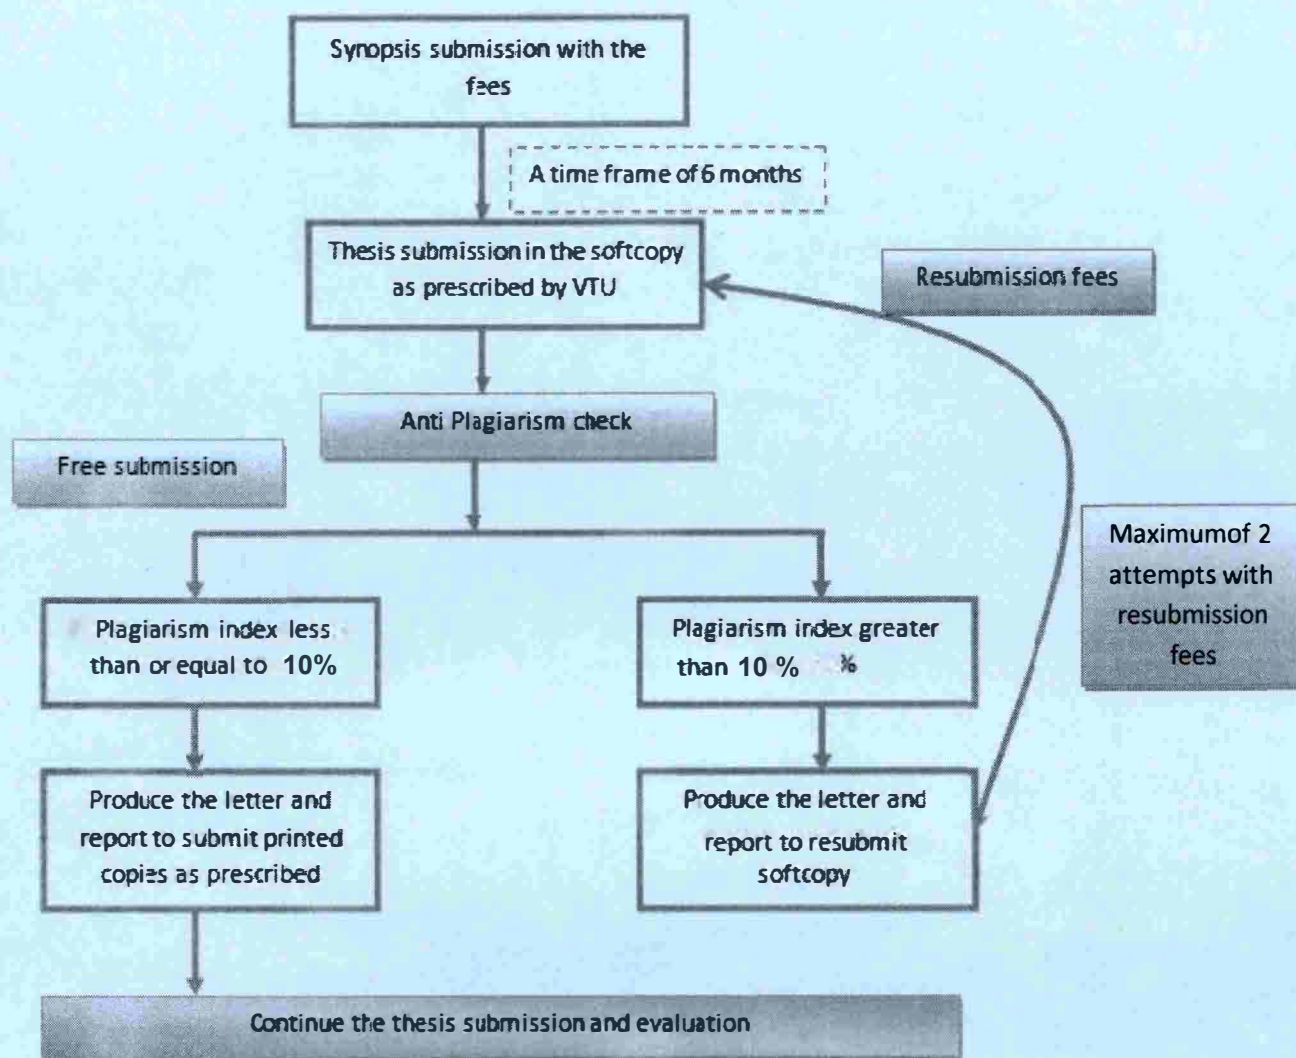 Synopsis submission with the
fees
A time frame of 6 months
Thesis submission in the softcopy
as prescribed by VTU
Resubmission fees
Anti Plagiarism check
Free submission
Maximumof 2
attempts with
resubmission
fees
Plagiarism index less
than or equal to 10%
Plagiarism index greater
than 10 % %
Produce the letter and
report to submit printed
copies as prescribed
Produce the letter and
report to resubmit
softcopy
Continue the thesis submission and evaluation